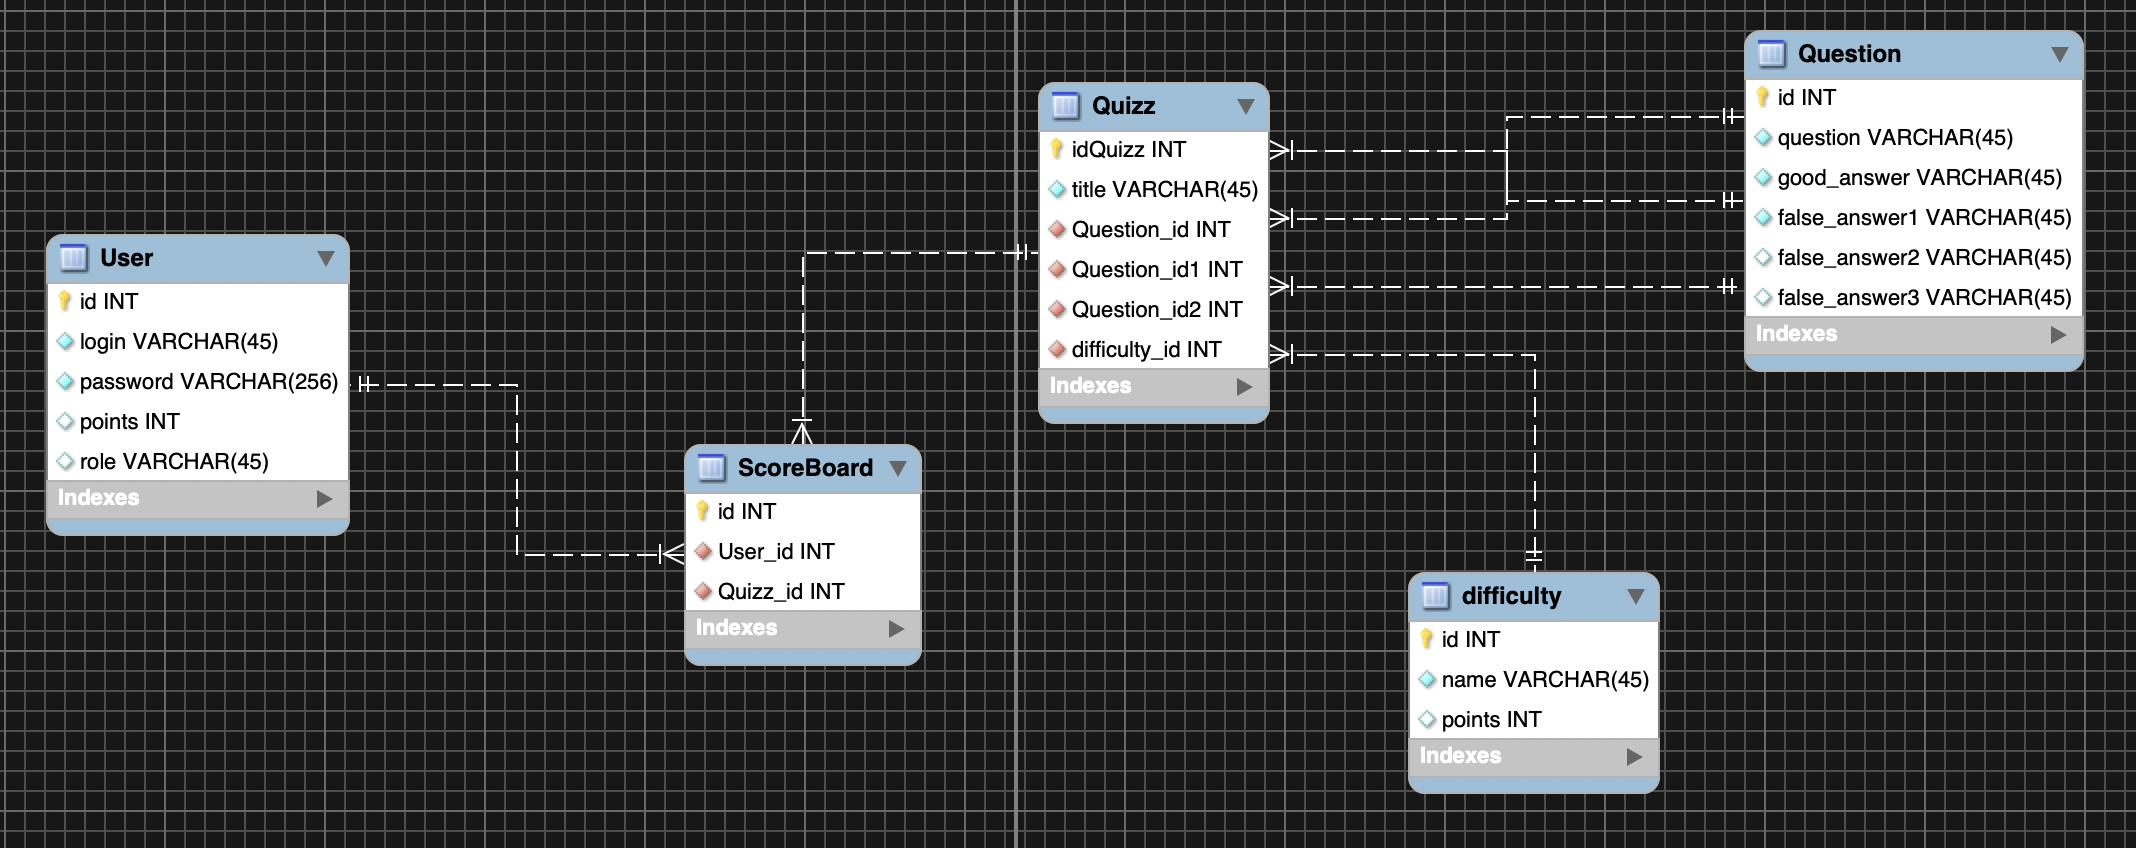 User
id INT
login VARCHAR(45)
password VARCHAR(256)
points INT
role VARCHAR(45)
Indexes
ScoreBoard
id INT
User_id INT
Quizz_id INT
Indexes
Quizz
idQuizz INT
title VARCHAR(45)
Question_id INT
Question_id1 INT
Question_id2 INT
difficulty_id INT
Indexes
difficulty
id INT
name VARCHAR(45)
points INT
Indexes
Question
id INT
question VARCHAR(45)
good_answer VARCHAR(45)
false_answer1 VARCHAR(45)
false_answer2 VARCHAR(45)
false_answer3 VARCHAR(45)
Indexes